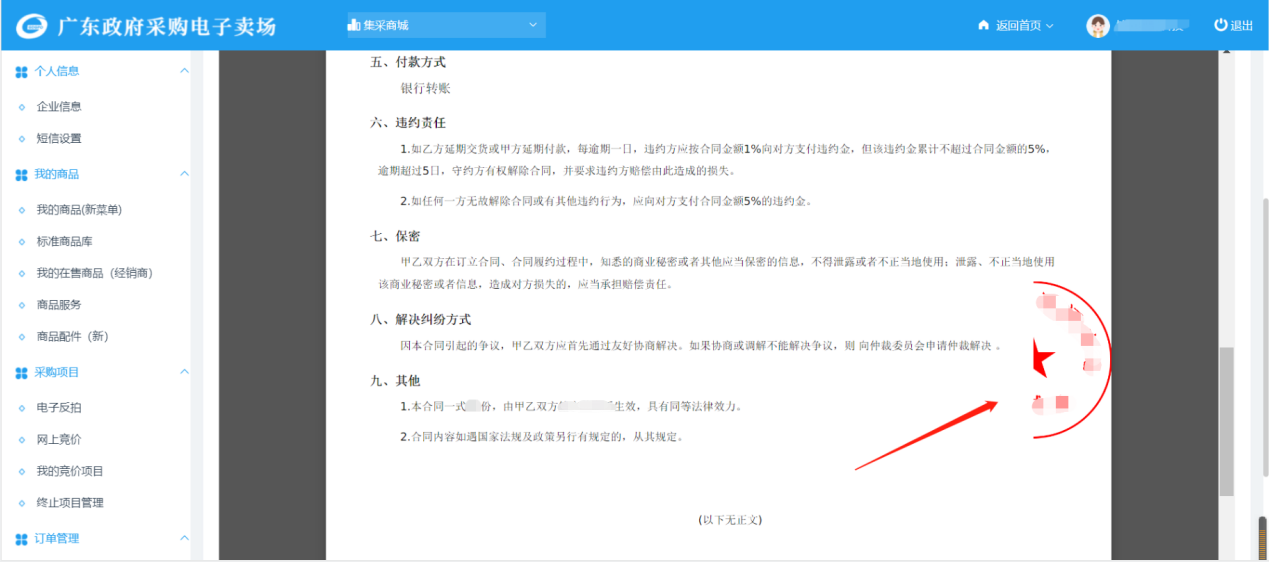 广东政府采购电子卖场
集采商城
返回首页
退出
个人信息
企业信息
短信设置
我的商品
我的商品(新菜单)
标准商品库
我的在售商品（经销商）
商品服务
商品配件（新）
采购项目
电子反拍
网上竞价
我的竞价项目
终止项目管理
订单管理
五、付款方式
银行转账
六、违约责任
1.如乙方延期交货或甲方延期付款，每逾期一日，违约方应按合同金额1%向对方支付违约金，但该违约金累计不超过合同金额的5%，
逾期超过5日，守约方有权解除合同，并要求违约方赔偿由此造成的损失。
2.如任何一方无故解除合同或有其他违约行为，应向对方支付合同金额5%的违约金。
七、保密
甲乙双方在订立合同、合同履约过程中，知悉的商业秘密或者其他应当保密的信息，不得泄露或者不正当地使用；泄露、不正当地使用
该商业秘密或者信息，造成对方损失的，应当承担赔偿责任。
八、解决纠纷方式
因本合同引起的争议，甲乙双方应首先通过友好协商解决。如果协商或调解不能解决争议，则 向仲裁委员会申请仲裁解决 。
九、其他
1.本合同一式 份，由甲乙双方 生效，具有同等法律效力。
2.合同内容如遇国家法规及政策另行有规定的，从其规定。
(以下无正文)